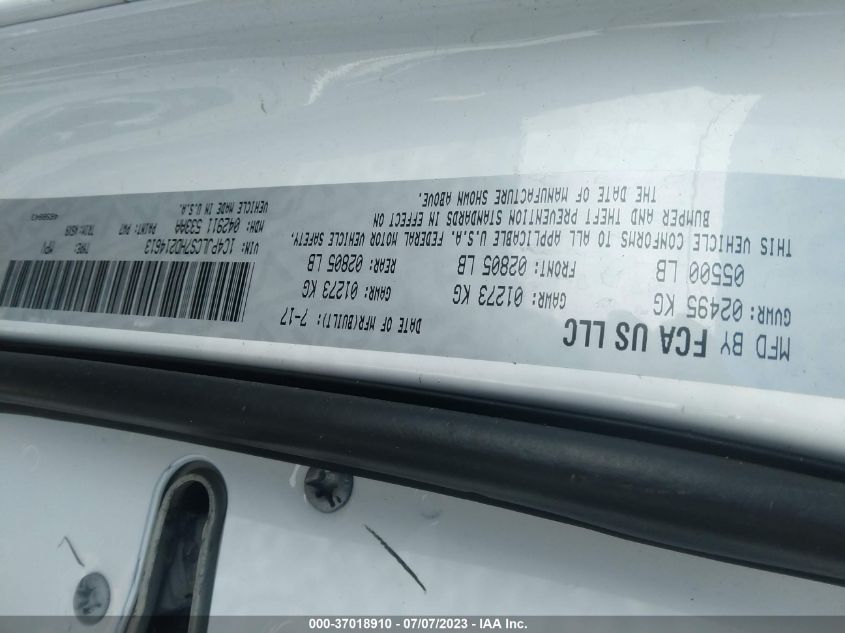 MFD BY FCA US LLC
DATE OF MFR(BUILT): 7-17
GVWR: 02495 KG
GAWR: 01273 KG
GAWR: 01273 KG
05500 LB
FRONT: 02805 LB
REAR: 02805 LB
THIS VEHICLE CONFORMS TO ALL APPLICABLE U.S.A. FEDERAL MOTOR VEHICLE SAFETY,
BUMPER AND THEFT PREVENTION STANDARDS IN EFFECT ON
THE DATE OF MANUFACTURE SHOWN ABOVE.
VIN: 1C4PJLCS7HD214613
TYPE: MPV
MDH: 042911 533AA
PAINT: PW7
VEHICLE MADE IN U.S.A.
000-37018910 / 07/07/2023 - IAA Inc.